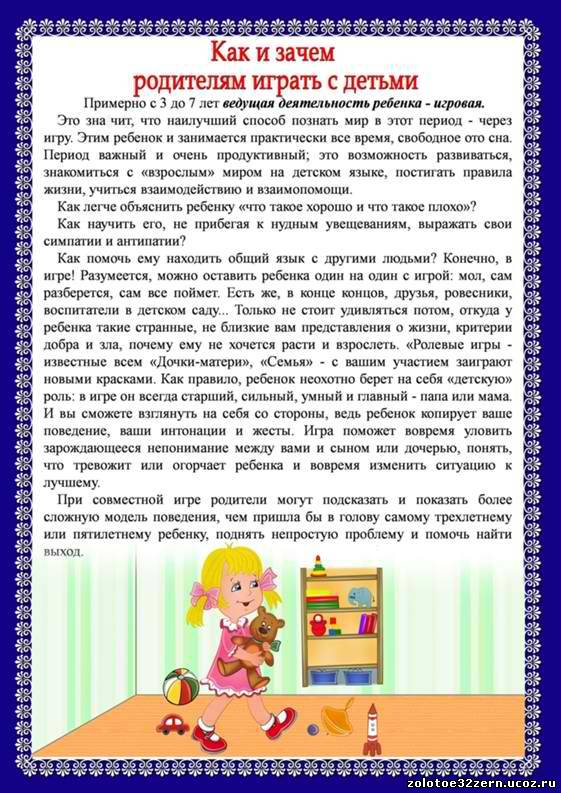 Как и зачем
родителям играть с детьми
Примерно с 3 до 7 лет ведущая деятельность ребенка - игровая.
Это зна чит, что наилучший способ познать мир в этот период - через
игру. Этим ребенок и занимается практически все время, свободное ото сна.
Период важный и очень продуктивный; это возможность развиваться,
знакомиться с «взрослым» миром на детском языке, постигать правила
жизни, учиться взаимодействию и взаимопомощи.
Как легче объяснить ребенку «что такое хорошо и что такое плохо»?
Как научить его, не прибегая к нудным увещеваниям, выражать свои
симпатии и антипатии?
Как помочь ему находить общий язык с другими людьми? Конечно, в
игре! Разумеется, можно оставить ребенка один на один с игрой: мол, сам
разберется, сам все поймет. Есть же, в конце концов, друзья, ровесники,
воспитатели в детском саду... Только не стоит удивляться потом, откуда у
ребенка такие странные, не близкие вам представления о жизни, критерии
добра и зла, почему ему не хочется расти и взрослеть. «Ролевые игры -
известные всем «Дочки-матери», «Семья» - с вашим участием заиграют
новыми красками. Как правило, ребенок неохотно берет на себя «детскую»
роль: в игре он всегда старший, сильный, умный и главный - папа или мама.
И вы сможете взглянуть на себя со стороны, ведь ребенок копирует ваше
поведение, ваши интонации и жесты. Игра поможет вовремя уловить
зарождающееся непонимание между вами и сыном или дочерью, понять,
что тревожит или огорчает ребенка и вовремя изменить ситуацию к
лучшему.
При совместной игре родители могут подсказать и показать более
сложную модель поведения, чем пришла бы в голову самому трехлетнему
или пятилетнему ребенку, поднять непростую проблему и помочь найти
выход.
zolotoe32zern.ucoz.ru